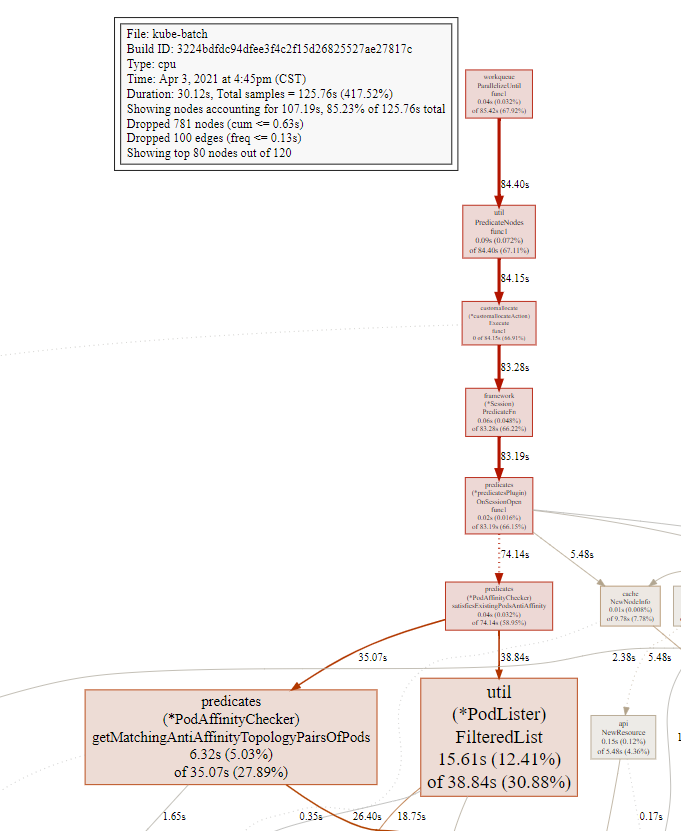 File: kube-batch
Build ID: 3224bdfdc94dfee3f4c2f15d26825527ae27817c
Type: cpu
Time: Apr 3, 2021 at 4:45pm (CST)
Duration: 30.12s, Total samples = 125.76s (417.52%)
Showing nodes accounting for 107.19s, 85.23% of 125.76s total
Dropped 781 nodes (cum <= 0.63s)
Dropped 100 edges (freq <= 0.13s)
Showing top 80 nodes out of 120
workqueue
ParallelizeUntil
func1
0.04s (0.032%)
of 85.42s (67.92%)
84.40s
util
PredicateNodes
func1
0.09s (0.072%)
of 84.40s (67.11%)
84.15s
customallocate
(*customallocateAction)
Execute
func1
0 of 84.15s (66.91%)
83.28s
framework
(*Session)
PredicateFn
0.06s (0.048%)
of 83.28s (66.22%)
83.19s
predicates
(*predicatesPlugin)
OnSessionOpen
func1
0.02s (0.016%)
of 83.19s (66.15%)
74.14s
5.48s
predicates
(*PodAffinityChecker)
satisfiesExistingPodsAntiAffinity
0.04s (0.032%)
of 74.14s (58.95%)
cache
NewNodeInfo
0.01s (0.008%)
of 9.78s (7.78%)
35.07s
38.84s
2.38s
5.48s
predicates
(*PodAffinityChecker)
getMatchingAntiAffinityTopologyPairsOfPods
6.32s (5.03%)
of 35.07s (27.89%)
util
(*PodLister)
FilteredList
15.61s (12.41%)
of 38.84s (30.88%)
api
NewResource
0.15s (0.12%)
of 5.48s (4.36%)
1.65s
0.35s
26.40s
18.75s
0.17s